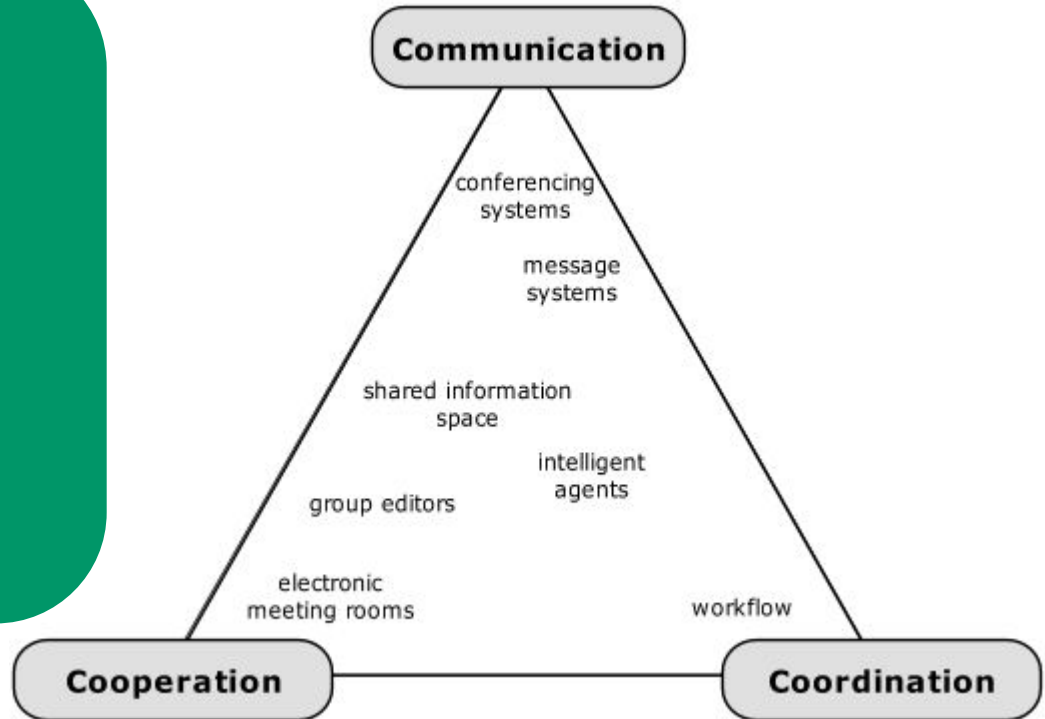 Communication
conferencing
systems
message
systems
shared information
space
intelligent
agents
group editors
electronic
meeting rooms
workflow
Cooperation
Coordination